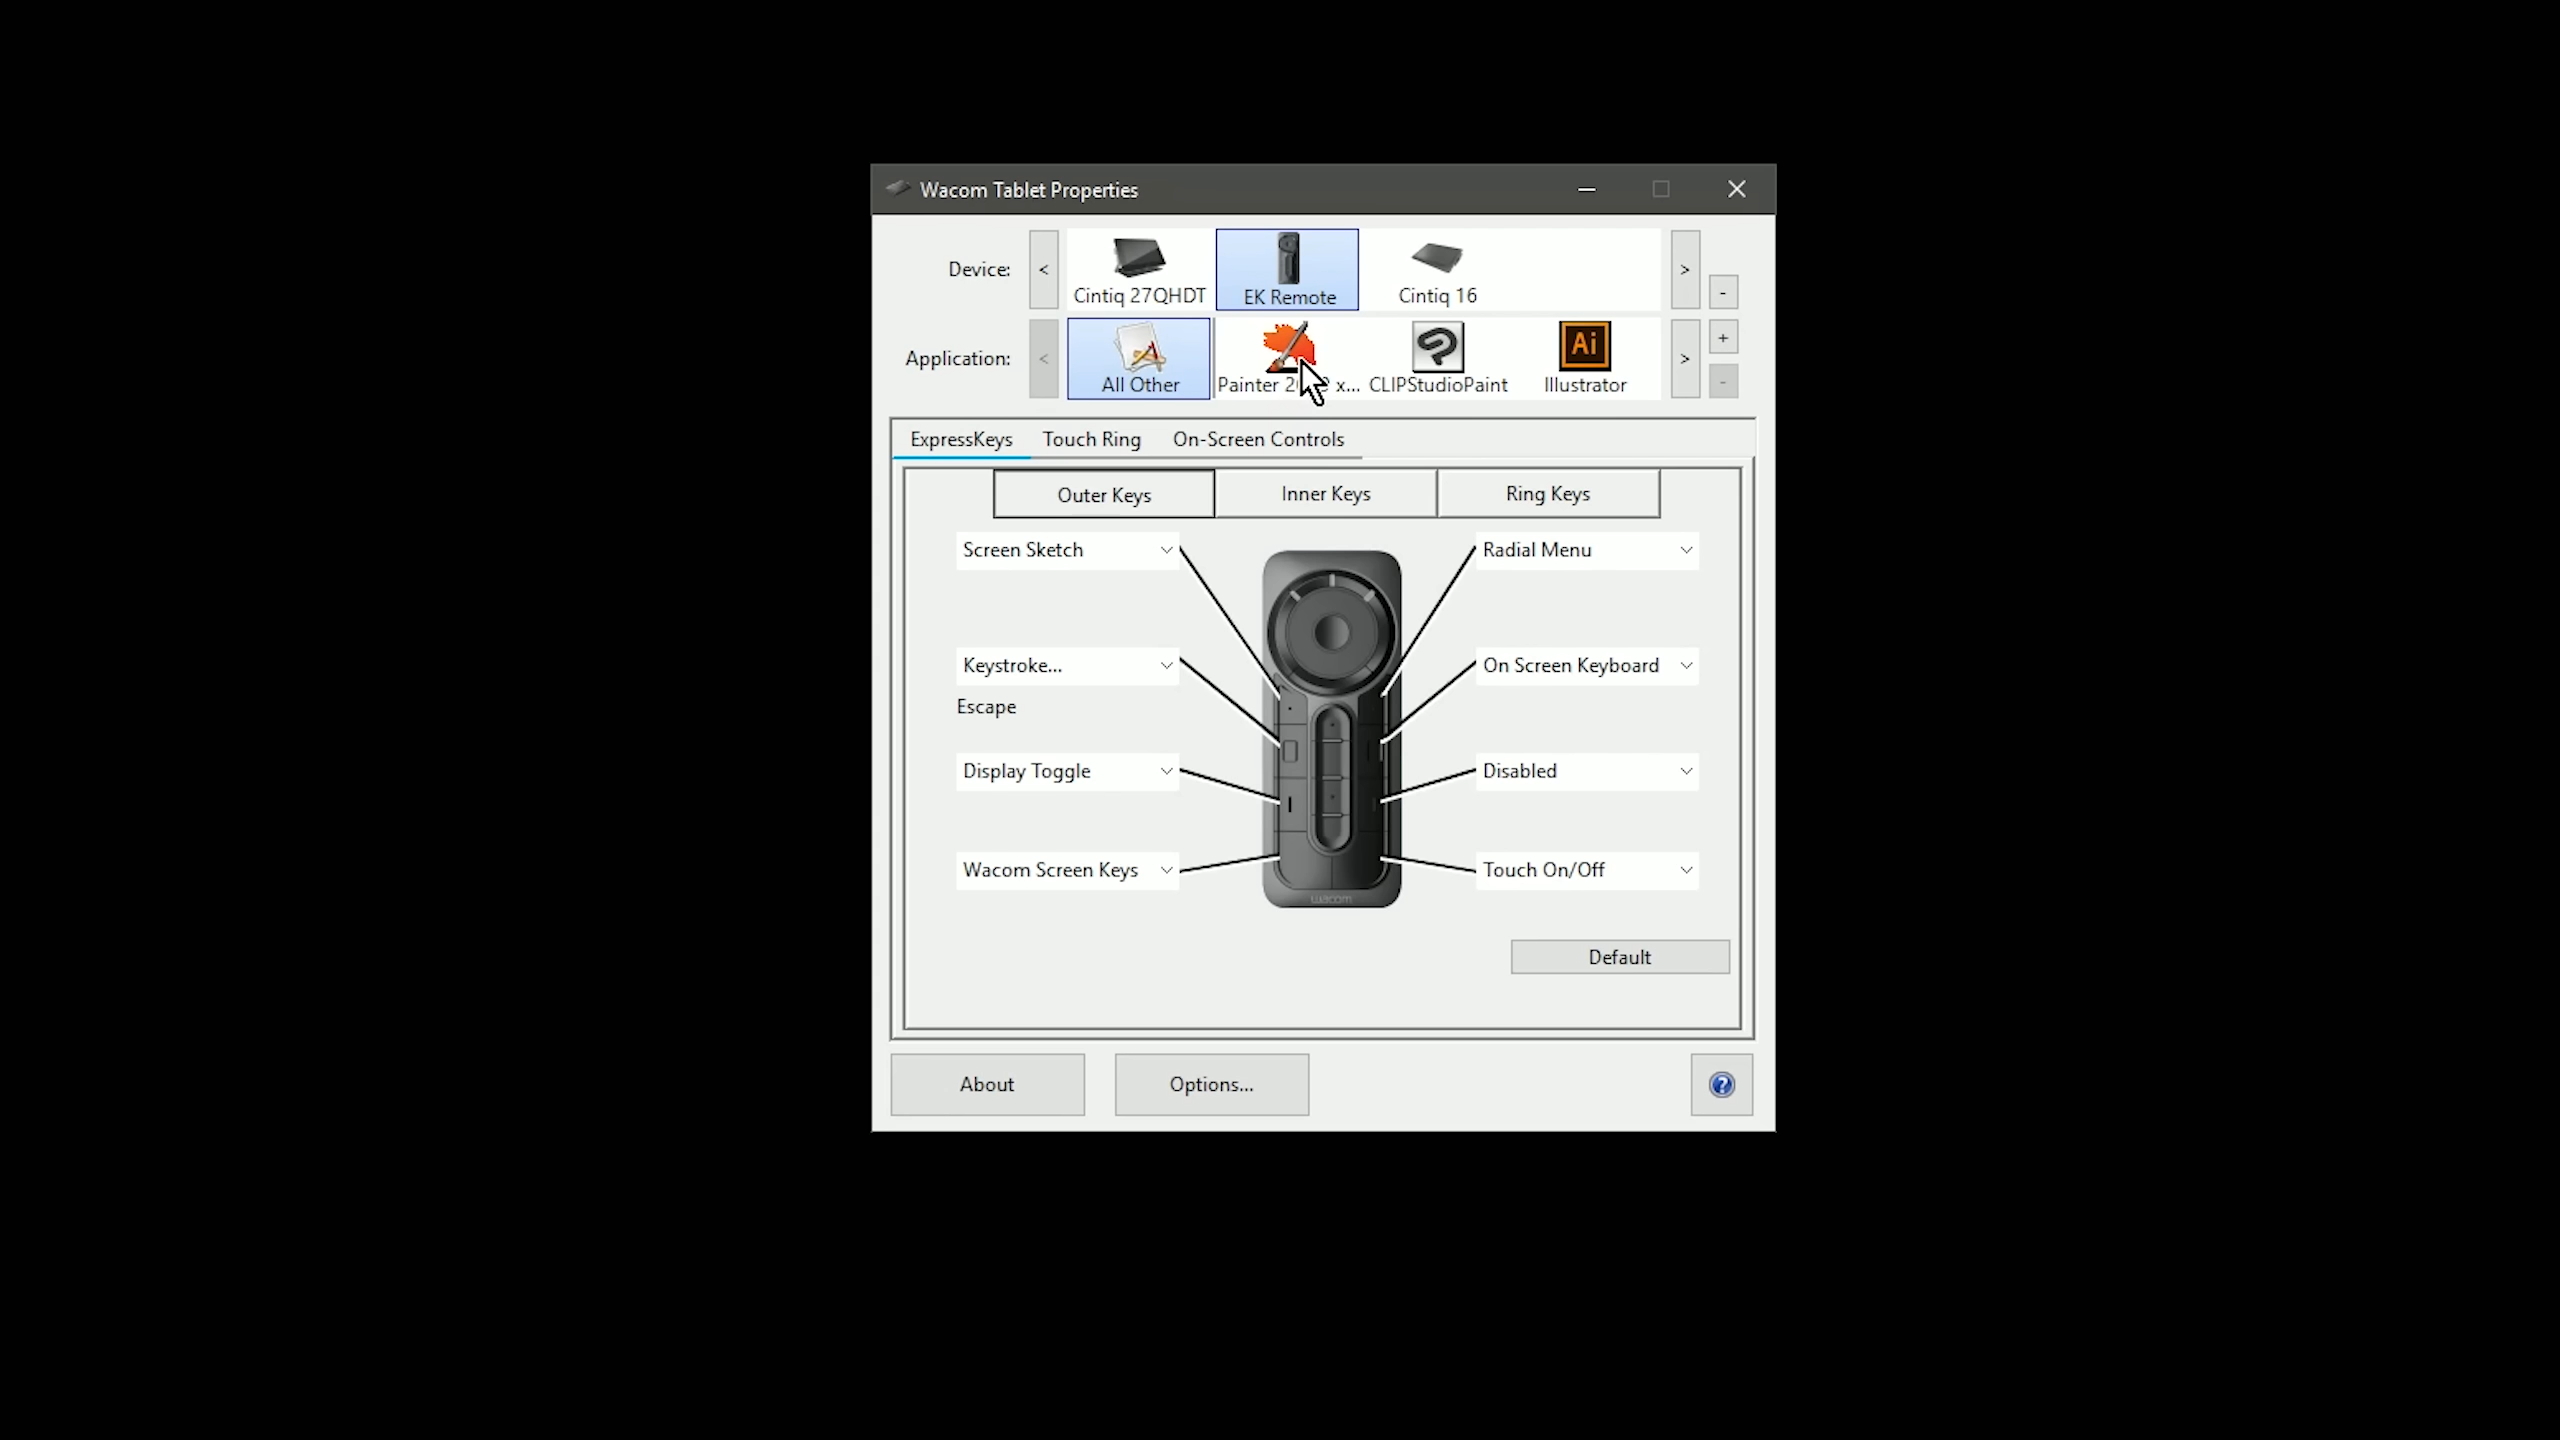 Wacom Tablet Properties
Device:
<
Cintiq 27QHDT
EK Remote
Cintiq 16
>
-
Application:
<
All Other
CLIPStudioPaint
Ai
Illustrator
>
+
-
Painter x...
ExpressKeys
Touch Ring
On-Screen Controls
Outer Keys
Inner Keys
Ring Keys
Screen Sketch
Radial Menu
Keystroke...
On Screen Keyboard
Escape
Display Toggle
Disabled
Wacom Screen Keys
Touch On/Off
wacom
Default
About
Options...
?